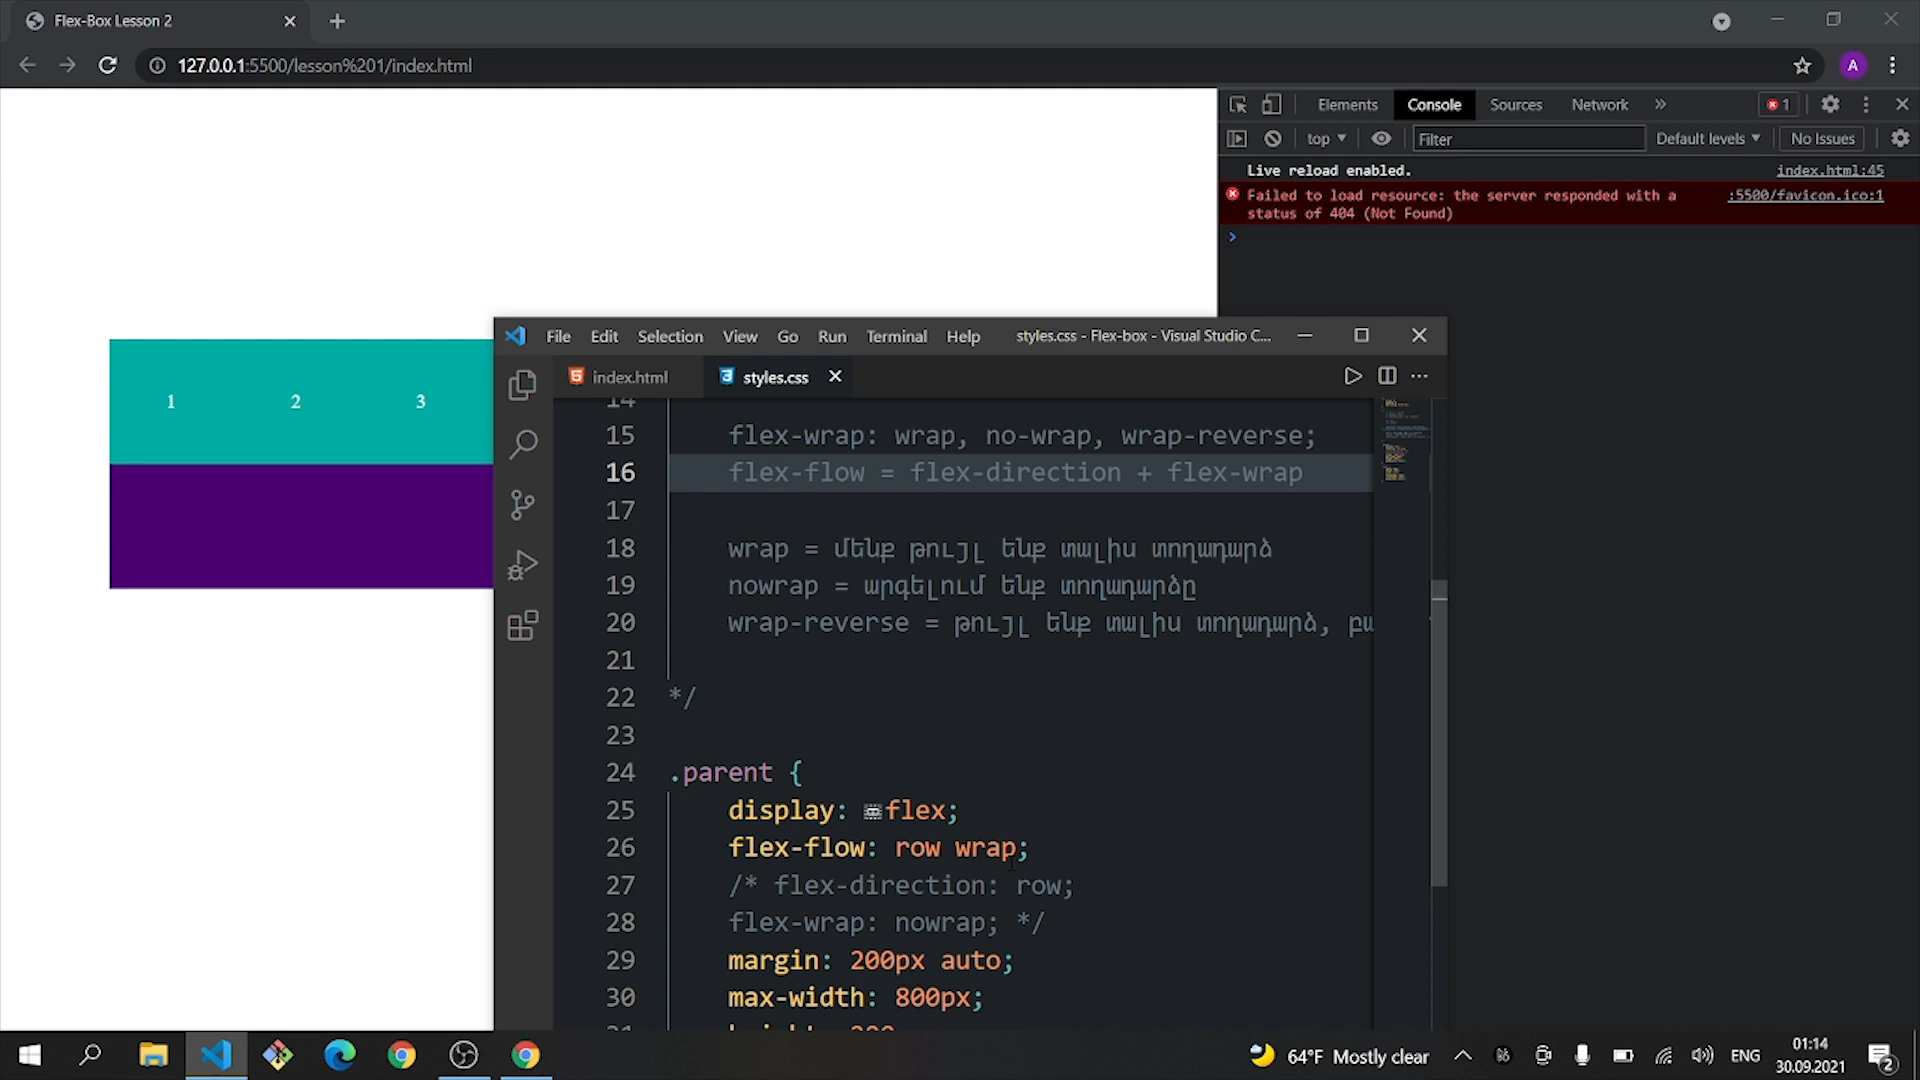 Flex-Box Lesson 2
127.0.0.1:5500/lesson%201/index.html
A
Elements Console Sources Network » 1
top Filter Default levels No Issues
Live reload enabled. index.html:45
Failed to load resource: the server responded with a :5500/favicon.ico:1
status of 404 (Not Found)
>
1 2 3
File Edit Selection View Go Run Terminal Help styles.css - Flex-box - Visual Studio C...
index.html styles.css
14
15 flex-wrap: wrap, no-wrap, wrap-reverse;
16 flex-flow = flex-direction + flex-wrap
17
18 wrap = մենք թույլ ենք տալիս տողադարձ
19 nowrap = արգելում ենք տողադարձը
20 wrap-reverse = թույլ ենք տալիս տողադարձ, բա
21
22 */
23
24 .parent {
25 display: flex;
26 flex-flow: row wrap;
27 /* flex-direction: row;
28 flex-wrap: nowrap; */
29 margin: 200px auto;
30 max-width: 800px;
64°F Mostly clear ENG 01:14
30.09.2021
2